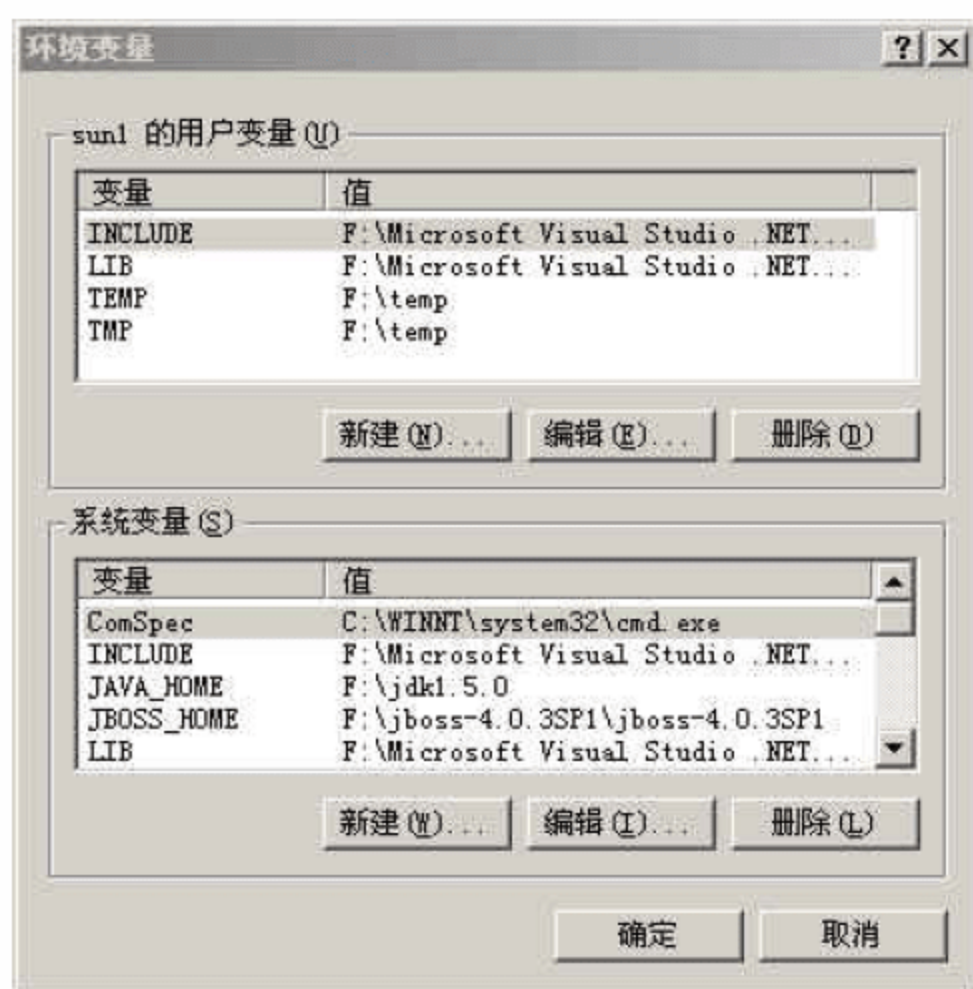 环境变量
sun1 的用户变量(U)
变量 值
INCLUDE F:\Microsoft Visual Studio .NET...
LIB F:\Microsoft Visual Studio .NET...
TEMP F:\temp
TMP F:\temp
新建(N)... 编辑(E)... 删除(D)
系统变量(S)
变量 值
ComSpec C:\WINNT\system32\cmd.exe
INCLUDE F:\Microsoft Visual Studio .NET...
JAVA_HOME F:\jdk1.5.0
JBOSS_HOME F:\jboss-4.0.3SP1\jboss-4.0.3SP1
LIB F:\Microsoft Visual Studio .NET...
新建(W)... 编辑(I)... 删除(L)
确定 取消